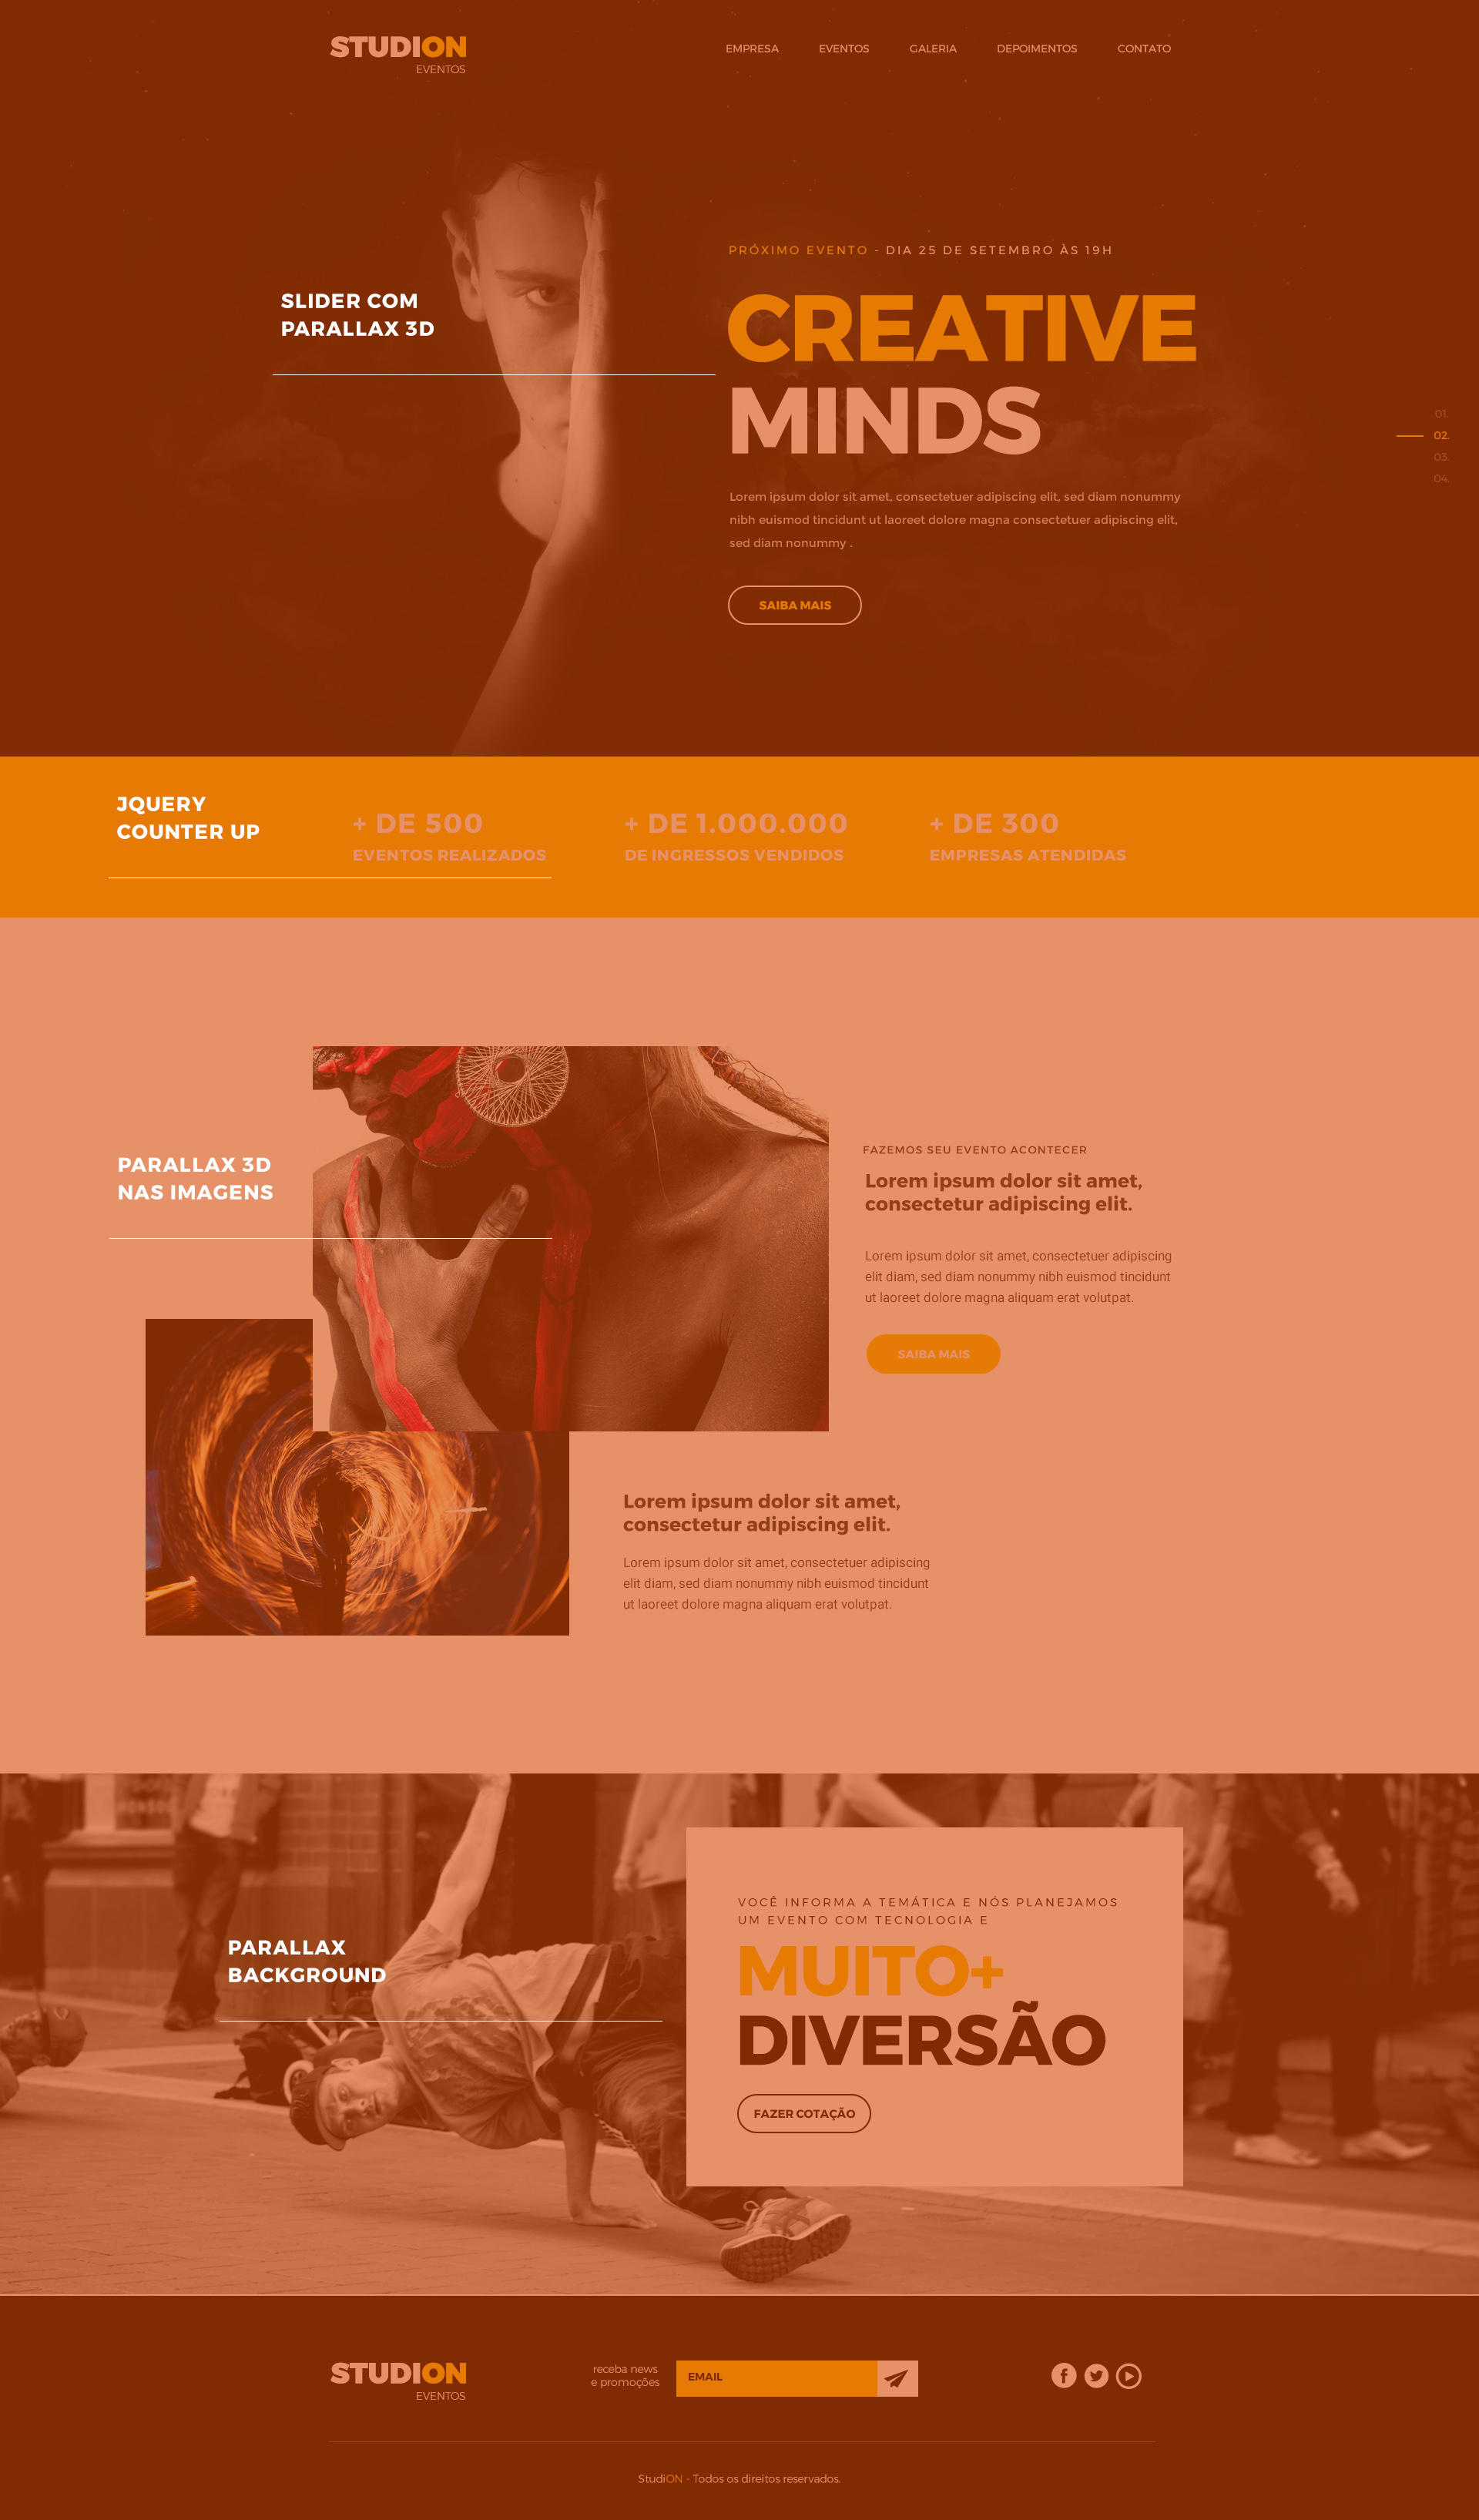 STUDION
EVENTOS
EMPRESA
EVENTOS
GALERIA
DEPOIMENTOS
CONTATO
PRÓXIMO EVENTO - DIA 25 DE SETEMBRO ÀS 19H
SLIDER COM
PARALLAX 3D
CREATIVE
MINDS
01.
02.
03.
04.
Lorem ipsum dolor sit amet, consectetuer adipiscing elit, sed diam nonummy
nibh euismod tincidunt ut laoreet dolore magna consectetuer adipiscing elit,
sed diam nonummy .
SAIBA MAIS
JQUERY
COUNTER UP
+ DE 500
EVENTOS REALIZADOS
+ DE 1.000.000
DE INGRESSOS VENDIDOS
+ DE 300
EMPRESAS ATENDIDAS
PARALLAX 3D
NAS IMAGENS
FAZEMOS SEU EVENTO ACONTECER
Lorem ipsum dolor sit amet,
consectetur adipiscing elit.
Lorem ipsum dolor sit amet, consectetuer adipiscing
elit diam, sed diam nonummy nibh euismod tincidunt
ut laoreet dolore magna aliquam erat volutpat.
SAIBA MAIS
Lorem ipsum dolor sit amet,
consectetur adipiscing elit.
Lorem ipsum dolor sit amet, consectetuer adipiscing
elit diam, sed diam nonummy nibh euismod tincidunt
ut laoreet dolore magna aliquam erat volutpat.
PARALLAX
BACKGROUND
VOCÊ INFORMA A TEMÁTICA E NÓS PLANEJAMOS
UM EVENTO COM TECNOLOGIA E
MUITO+
DIVERSÃO
FAZER COTAÇÃO
STUDION
EVENTOS
receba news
e promoções
EMAIL
StudiON - Todos os direitos reservados.